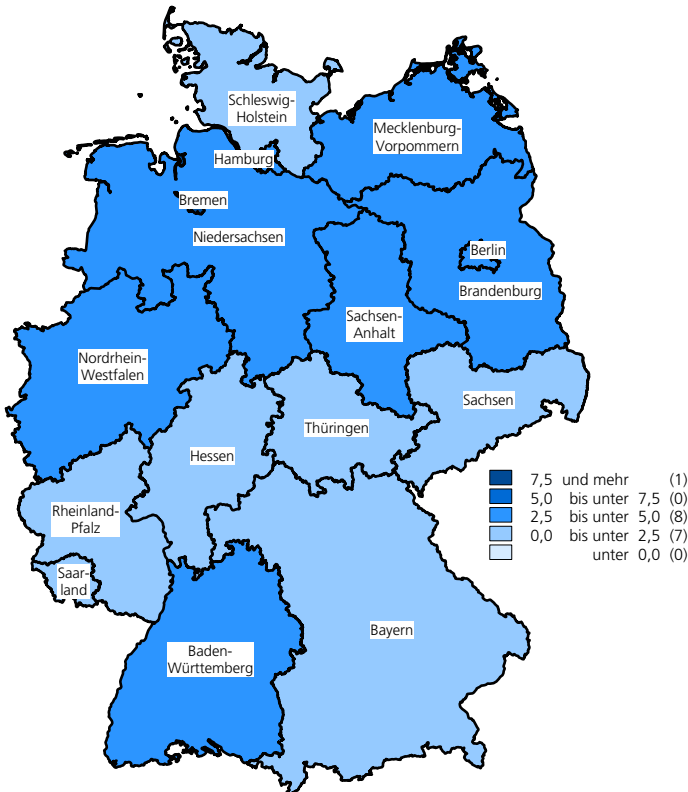 Schleswig-
Holstein
Mecklenburg-
Vorpommern
Hamburg
Bremen
Niedersachsen
Berlin
Brandenburg
Sachsen-
Anhalt
Nordrhein-
Westfalen
Sachsen
Thüringen
Hessen
Rheinland-
Pfalz
Saar-
land
Bayern
Baden-
Württemberg
7,5 und mehr (1)
5,0 bis unter 7,5 (0)
2,5 bis unter 5,0 (8)
0,0 bis unter 2,5 (7)
unter 0,0 (0)